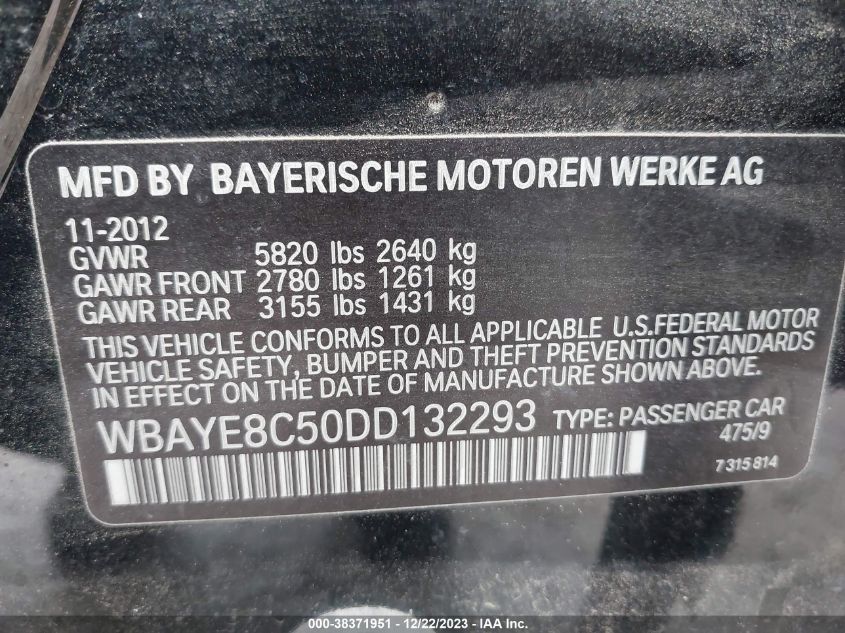 MFD BY BAYERISCHE MOTOREN WERKE AG
11-2012
GVWR 5820 lbs 2640 kg
GAWR FRONT 2780 lbs 1261 kg
GAWR REAR 3155 lbs 1431 kg
THIS VEHICLE CONFORMS TO ALL APPLICABLE U.S.FEDERAL MOTOR
VEHICLE SAFETY, BUMPER AND THEFT PREVENTION STANDARDS
IN EFFECT ON THE DATE OF MANUFACTURE SHOWN ABOVE.
WBAYE8C50DD132293 TYPE: PASSENGER CAR
475/9
7315814
000-38371951 - 12/22/2023 - IAA Inc.